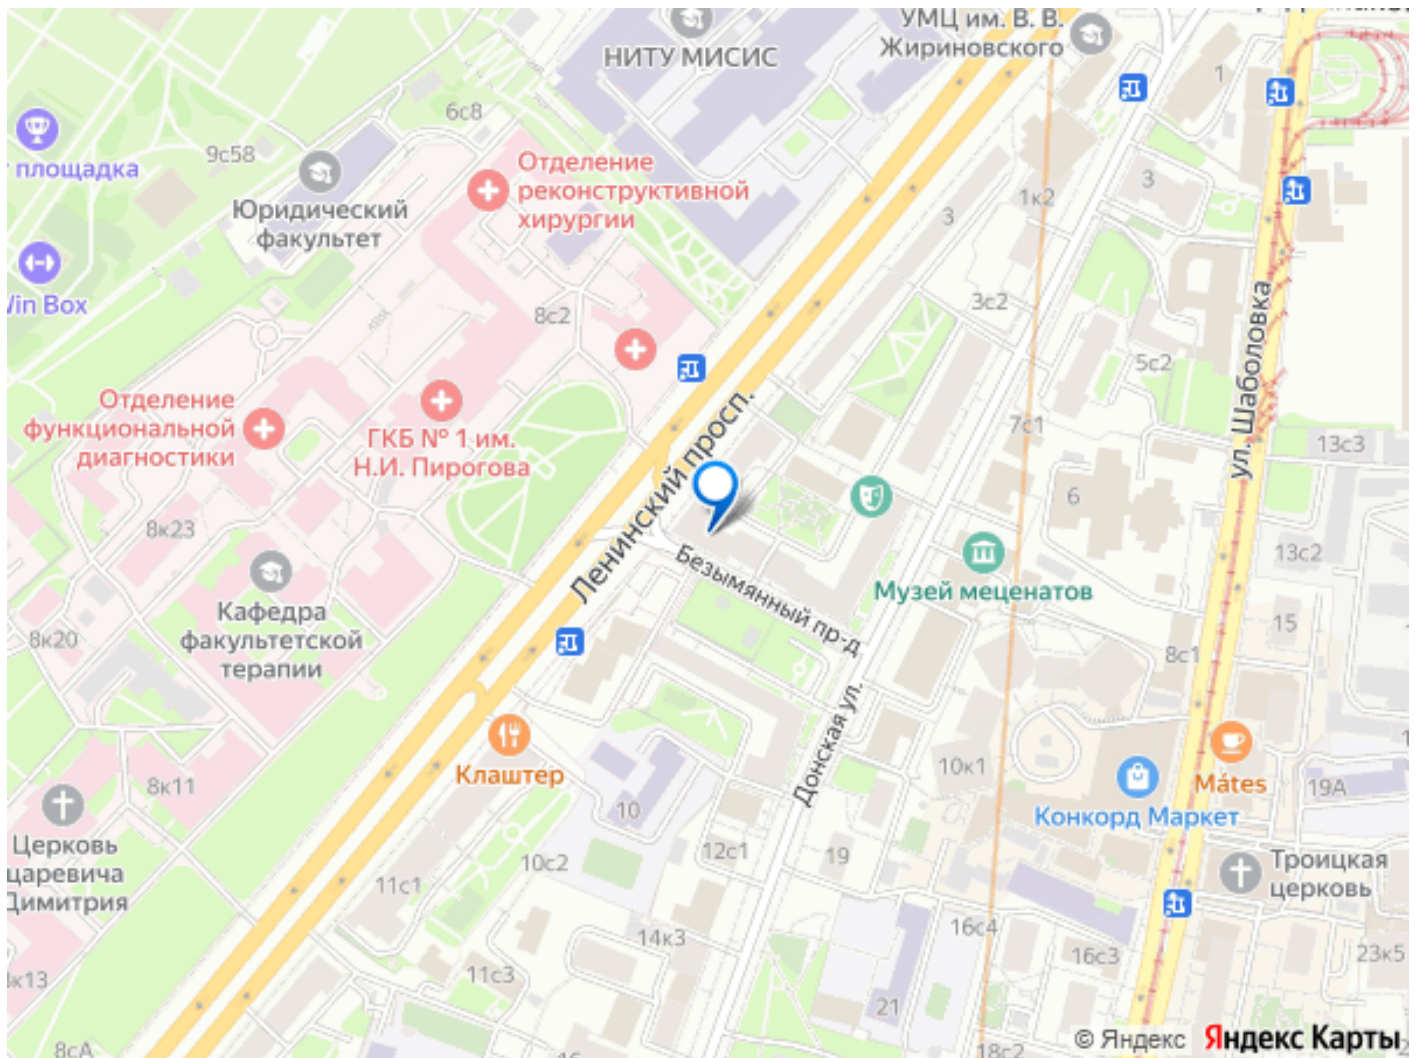 УМЦ им. В. В.
Жириновского
НИТУ МИСИС
1
6с8
площадка
9с58
Отделение
реконструктивной
хирургии
3
1к2
3
Юридический
факультет
Win Box
8с2
3с2
ул. Шаболовка
5с2
Отделение
функциональной
диагностики
ГКБ № 1 им.
Н.И. Пирогова
Ленинский просп.
7с1
13с3
6
8к23
Безымянный пр-д
Музей меценатов
13с2
Кафедра
факультетской
терапии
8к20
15
8с1
Донская ул.
Клаштер
10к1
Mátes
8к11
10
Конкорд Маркет
19А
Церковь
царевича
Димитрия
12с1
19
10с2
11с1
Троицкая
церковь
14к3
16с4
16с3
23к5
11с3
21
8сА
18с2
© Яндекс Яндекс Карты